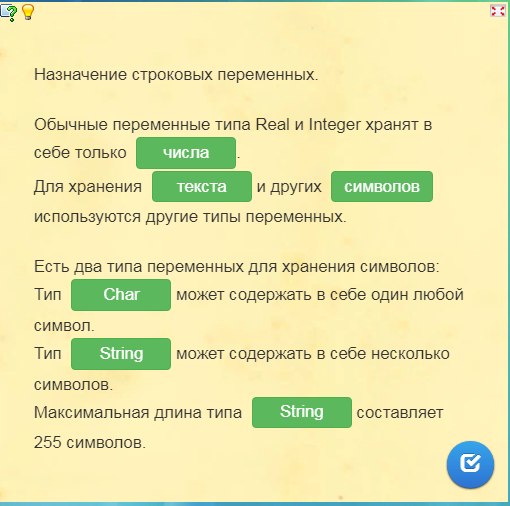 Назначение строковых переменных.
Обычные переменные типа Real и Integer хранят в
себе только числа.
Для хранения текста и других символов
используются другие типы переменных.
Есть два типа переменных для хранения символов:
Тип Char может содержать в себе один любой
символ.
Тип String может содержать в себе несколько
символов.
Максимальная длина типа String составляет
255 символов.